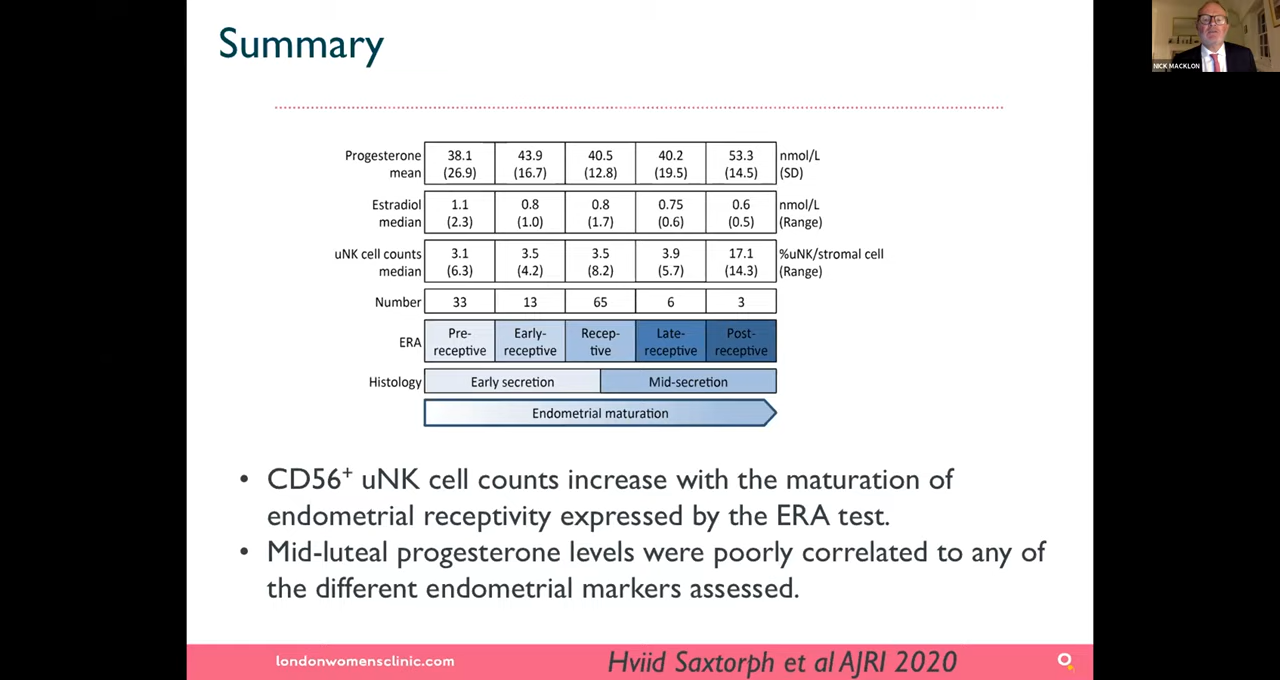 Summary
NICK MACKLON
Progesterone 38.1 43.9 40.5 40.2 53.3 nmol/L
mean (26.9) (16.7) (12.8) (19.5) (14.5) (SD)
Estradiol 1.1 0.8 0.8 0.75 0.6 nmol/L
median (2.3) (1.0) (1.7) (0.6) (0.5) (Range)
uNK cell counts 3.1 3.5 3.5 3.9 17.1 %uNK/stromal cell
median (6.3) (4.2) (8.2) (5.7) (14.3) (Range)
Number 33 13 65 6 3
ERA Pre- Early- Recep- Late- Post-
receptive receptive tive receptive receptive
Histology Early secretion Mid-secretion
Endometrial maturation
• CD56⁺ uNK cell counts increase with the maturation of
endometrial receptivity expressed by the ERA test.
• Mid-luteal progesterone levels were poorly correlated to any of
the different endometrial markers assessed.
londonwomensclinic.com Hviid Saxtorph et al AJRI 2020